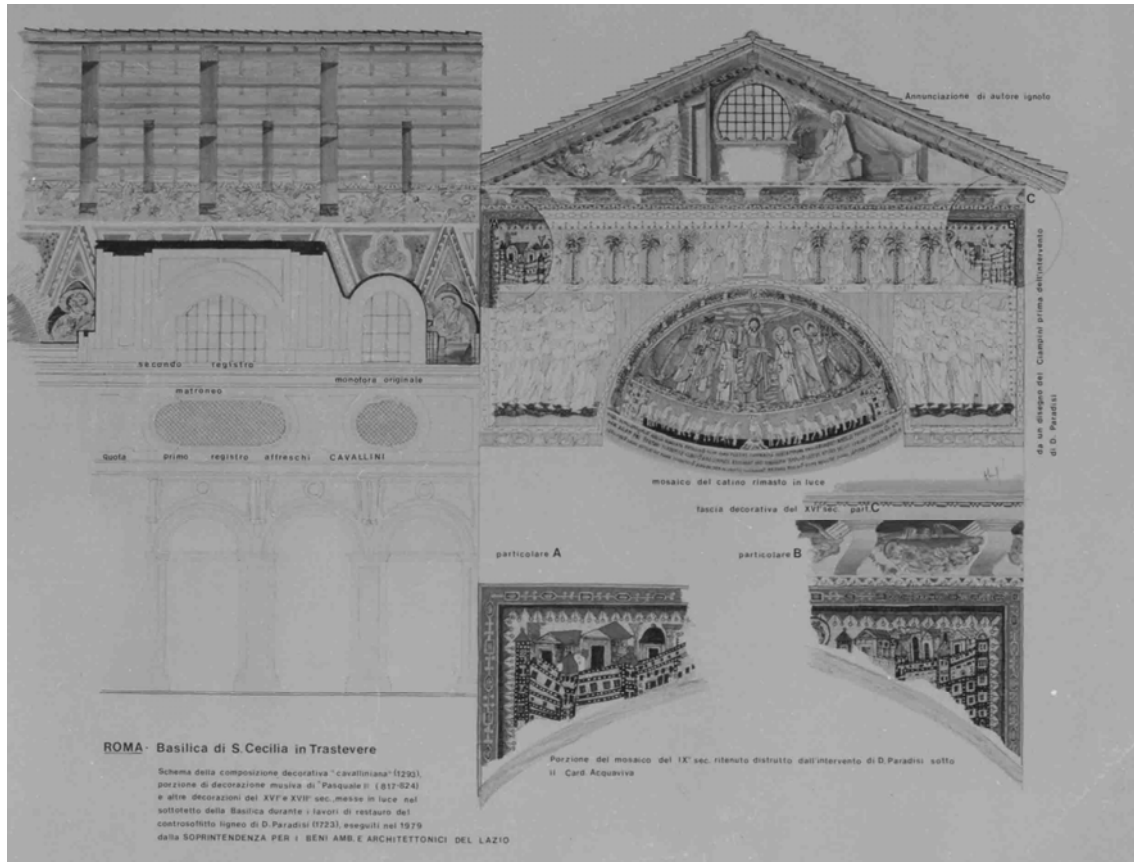 Annunciazione di autore ignoto
C
da un disegno del Ciampini prima dell'intervento
di D. Paradisi
secondo registro
monofora originale
matroneo
quota primo registro affreschi CAVALLINI
mosaico del catino rimasto in luce
fascia decorativa del XVI° sec. part. C
particolare A
particolare B
ROMA - Basilica di S. Cecilia in Trastevere
Schema della composizione decorativa "cavalliniana" (1293),
porzione di decorazione musiva di "Pasquale I" (817-824)
e altre decorazioni del XVI° e XVII° sec., messe in luce nel
sottotetto della Basilica durante i lavori di restauro del
controsoffitto ligneo di D. Paradisi (1723), eseguiti nel 1979
dalla SOPRINTENDENZA PER I BENI AMB. E ARCHITETTONICI DEL LAZIO
Porzione del mosaico del IX° sec. ritenuto distrutto dall'intervento di D. Paradisi sotto
il Card. Acquaviva